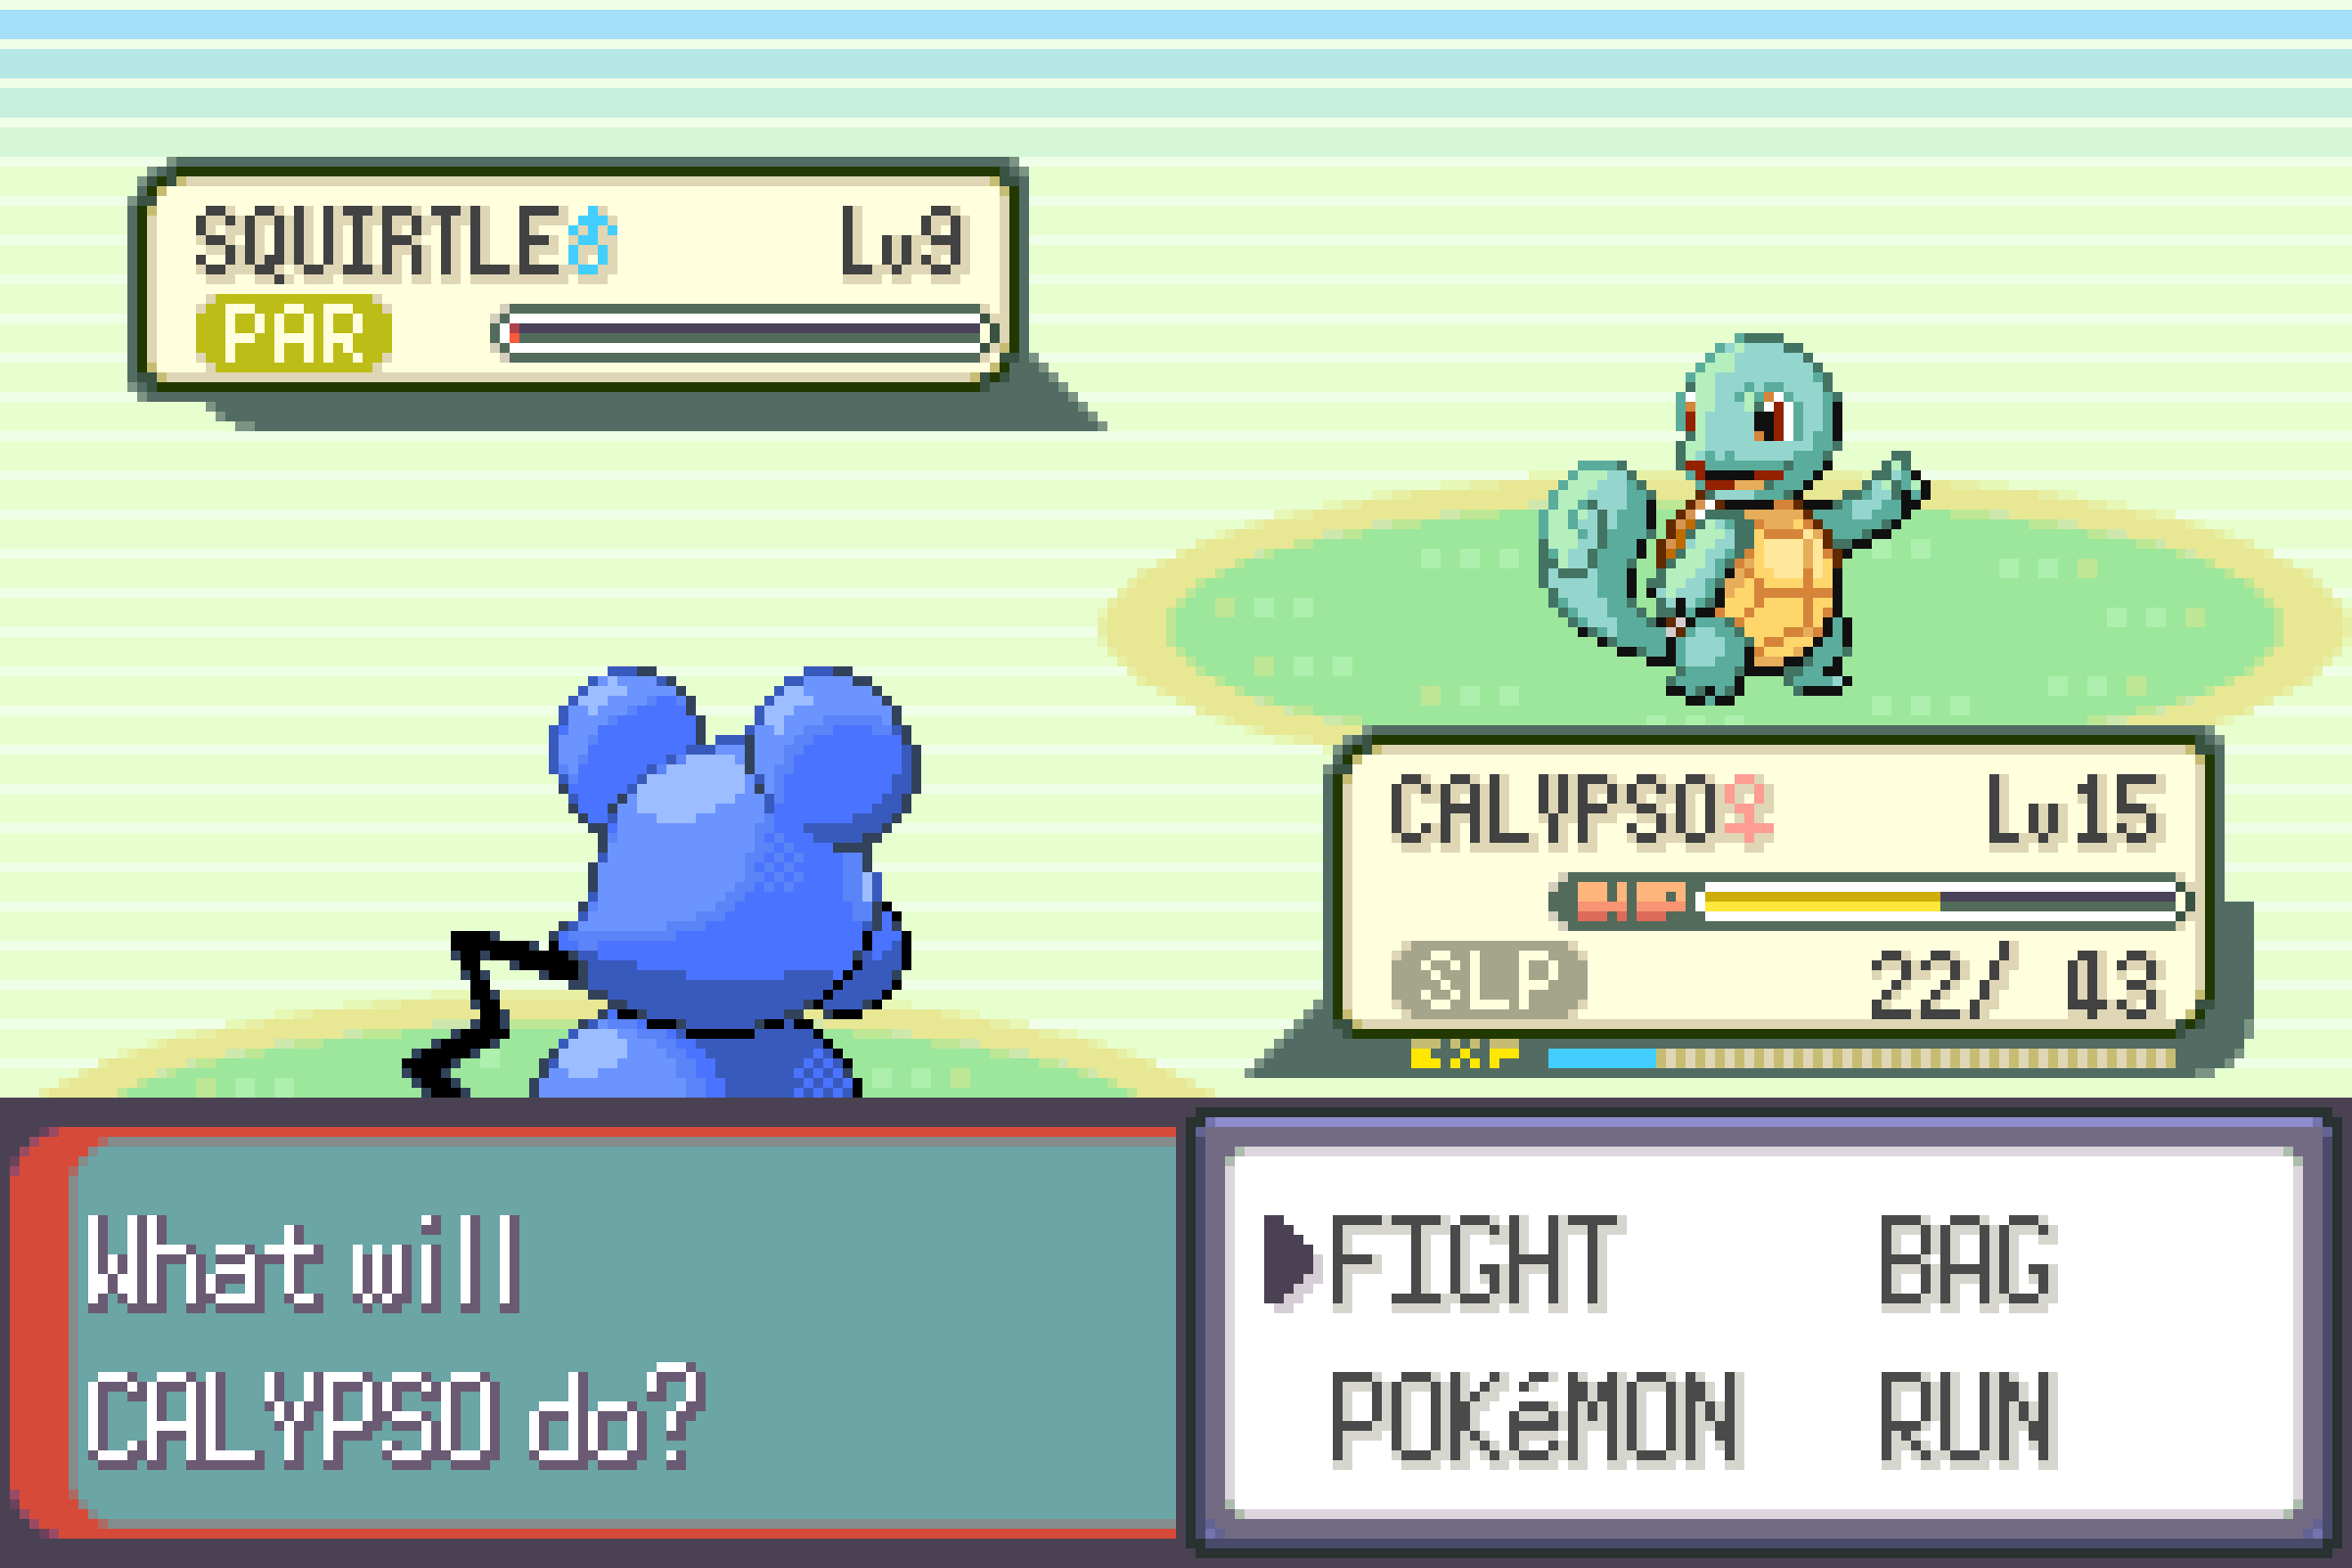 SQUIRTLE♂ Lv9
PAR
CALYPSO♀ Lv15
HP
SLP 22/ 43
EXP
What will
CALYPSO do?
▶FIGHT BAG
POKéMON RUN